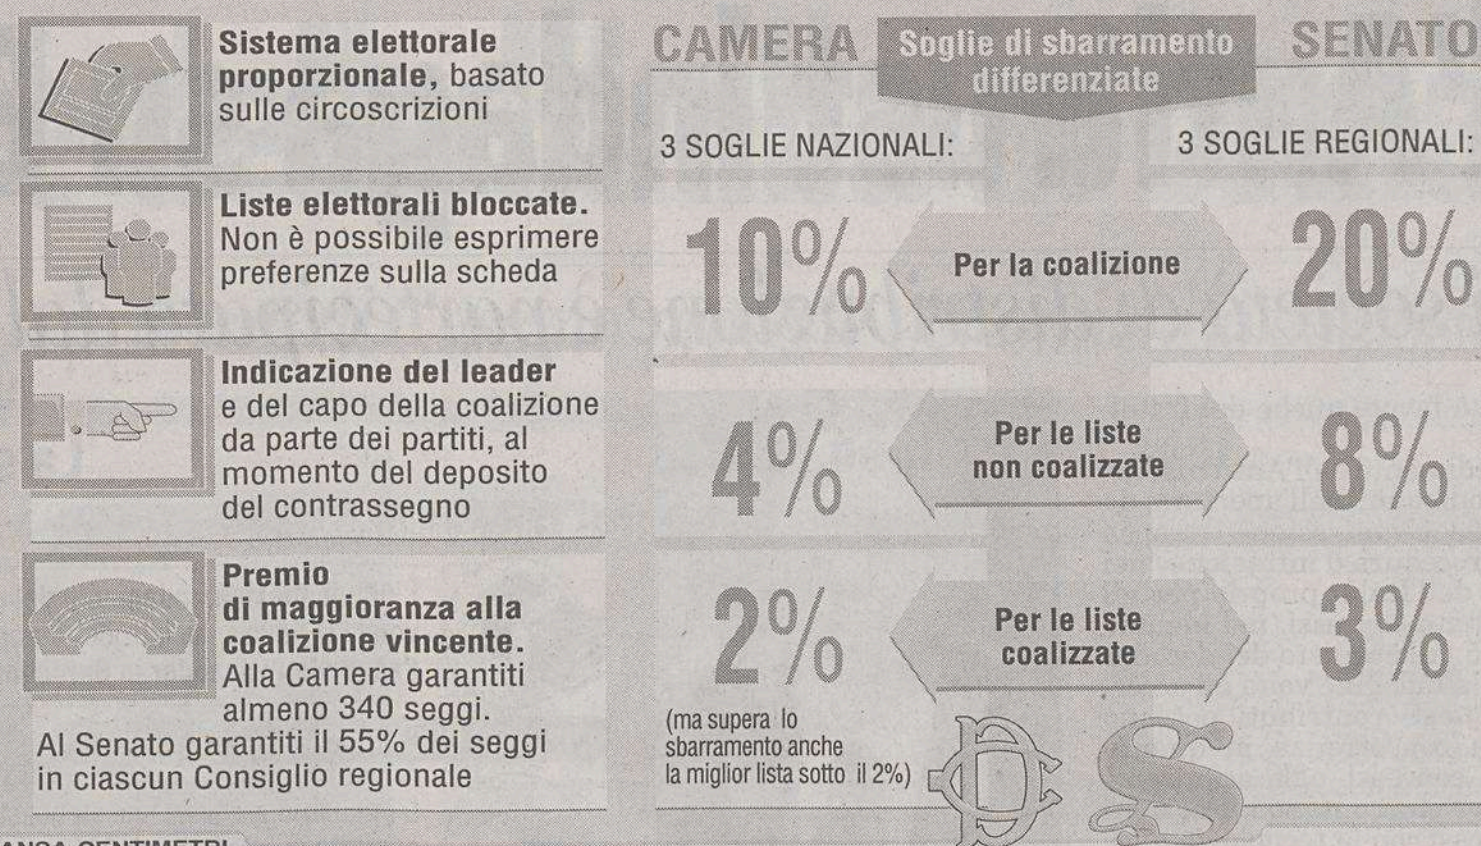 Sistema elettorale
proporzionale, basato
sulle circoscrizioni
Liste elettorali bloccate.
Non è possibile esprimere
preferenze sulla scheda
Indicazione del leader
e del capo della coalizione
da parte dei partiti, al
momento del deposito
del contrassegno
Premio
di maggioranza alla
coalizione vincente.
Alla Camera garantiti
almeno 340 seggi.
Al Senato garantiti il 55% dei seggi
in ciascun Consiglio regionale
ANSA-CENTIMETRI
CAMERA
Soglie di sbarramento
differenziate
SENATO
3 SOGLIE NAZIONALI:
3 SOGLIE REGIONALI:
10%
Per la coalizione
20%
4%
Per le liste
non coalizzate
8%
2%
Per le liste
coalizzate
3%
(ma supera lo
sbarramento anche
la miglior lista sotto il 2%)